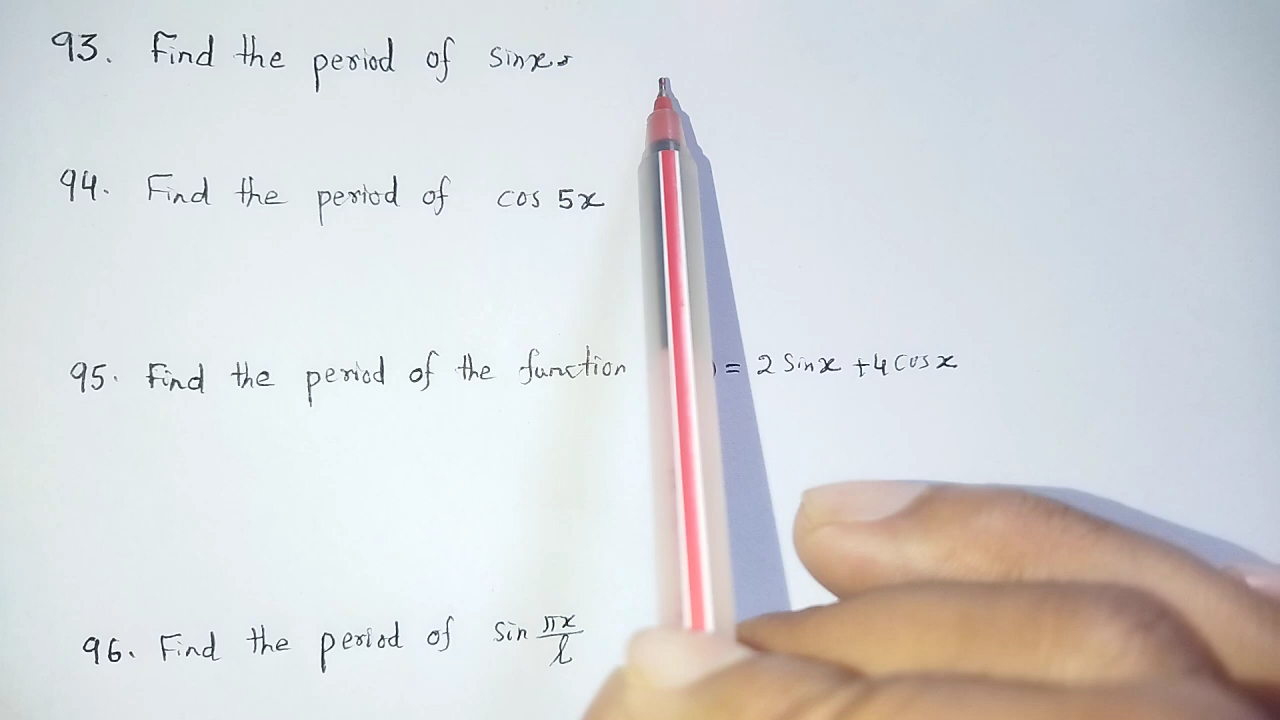 93. Find the period of sinx.
94. Find the period of cos 5x
95. Find the period of the function ) = 2 Sinx + 4 Cosx
96. Find the period of sin πx/l